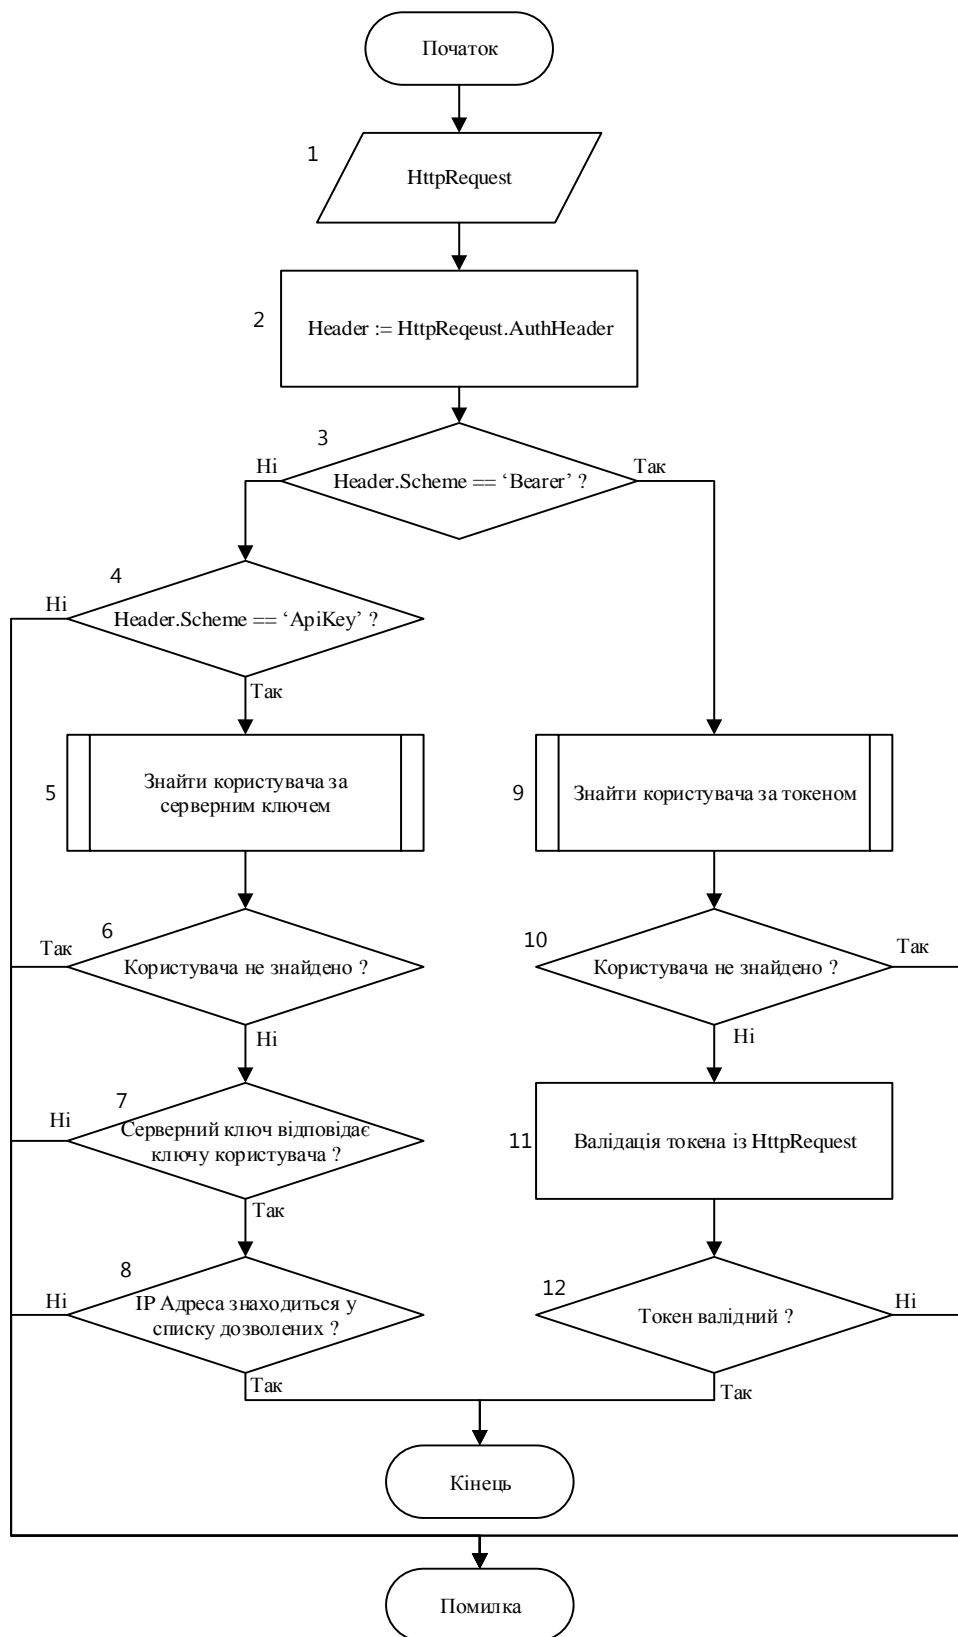 Початок
1
HttpRequest
2
Header := HttpReqeust.AuthHeader
3
Ні
Header.Scheme == ‘Bearer’ ?
Так
4
Ні
Header.Scheme == ‘ApiKey’ ?
Так
5
Знайти користувача за
серверним ключем
9
Знайти користувача за токеном
6
Так
Користувача не знайдено ?
Ні
10
Користувача не знайдено ?
Так
Ні
7
Ні
Серверний ключ відповідає
ключу користувача ?
Так
11
Валідація токена із HttpRequest
8
Ні
IP Адреса знаходиться у
списку дозволених ?
Так
12
Токен валідний ?
Ні
Так
Кінець
Помилка